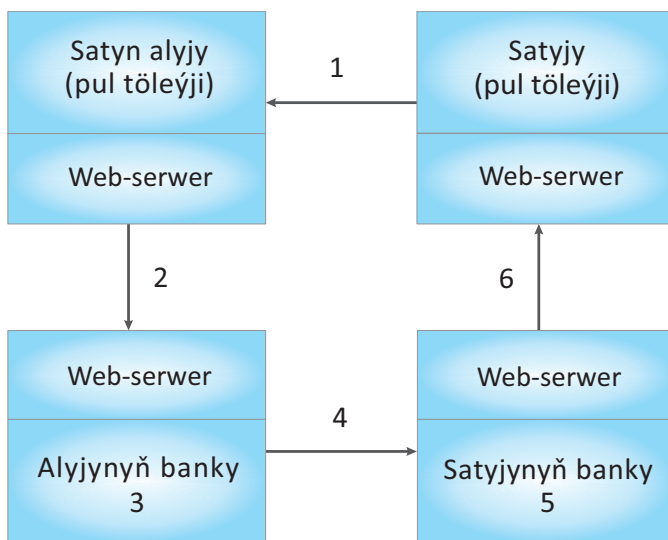 Satyn alyjy
(pul töleýji)
Web-serwer
1
Satyjy
(pul töleýji)
Web-serwer
2
6
Web-serwer
Alyjynyň banky
3
4
Web-serwer
Satyjynyň banky
5